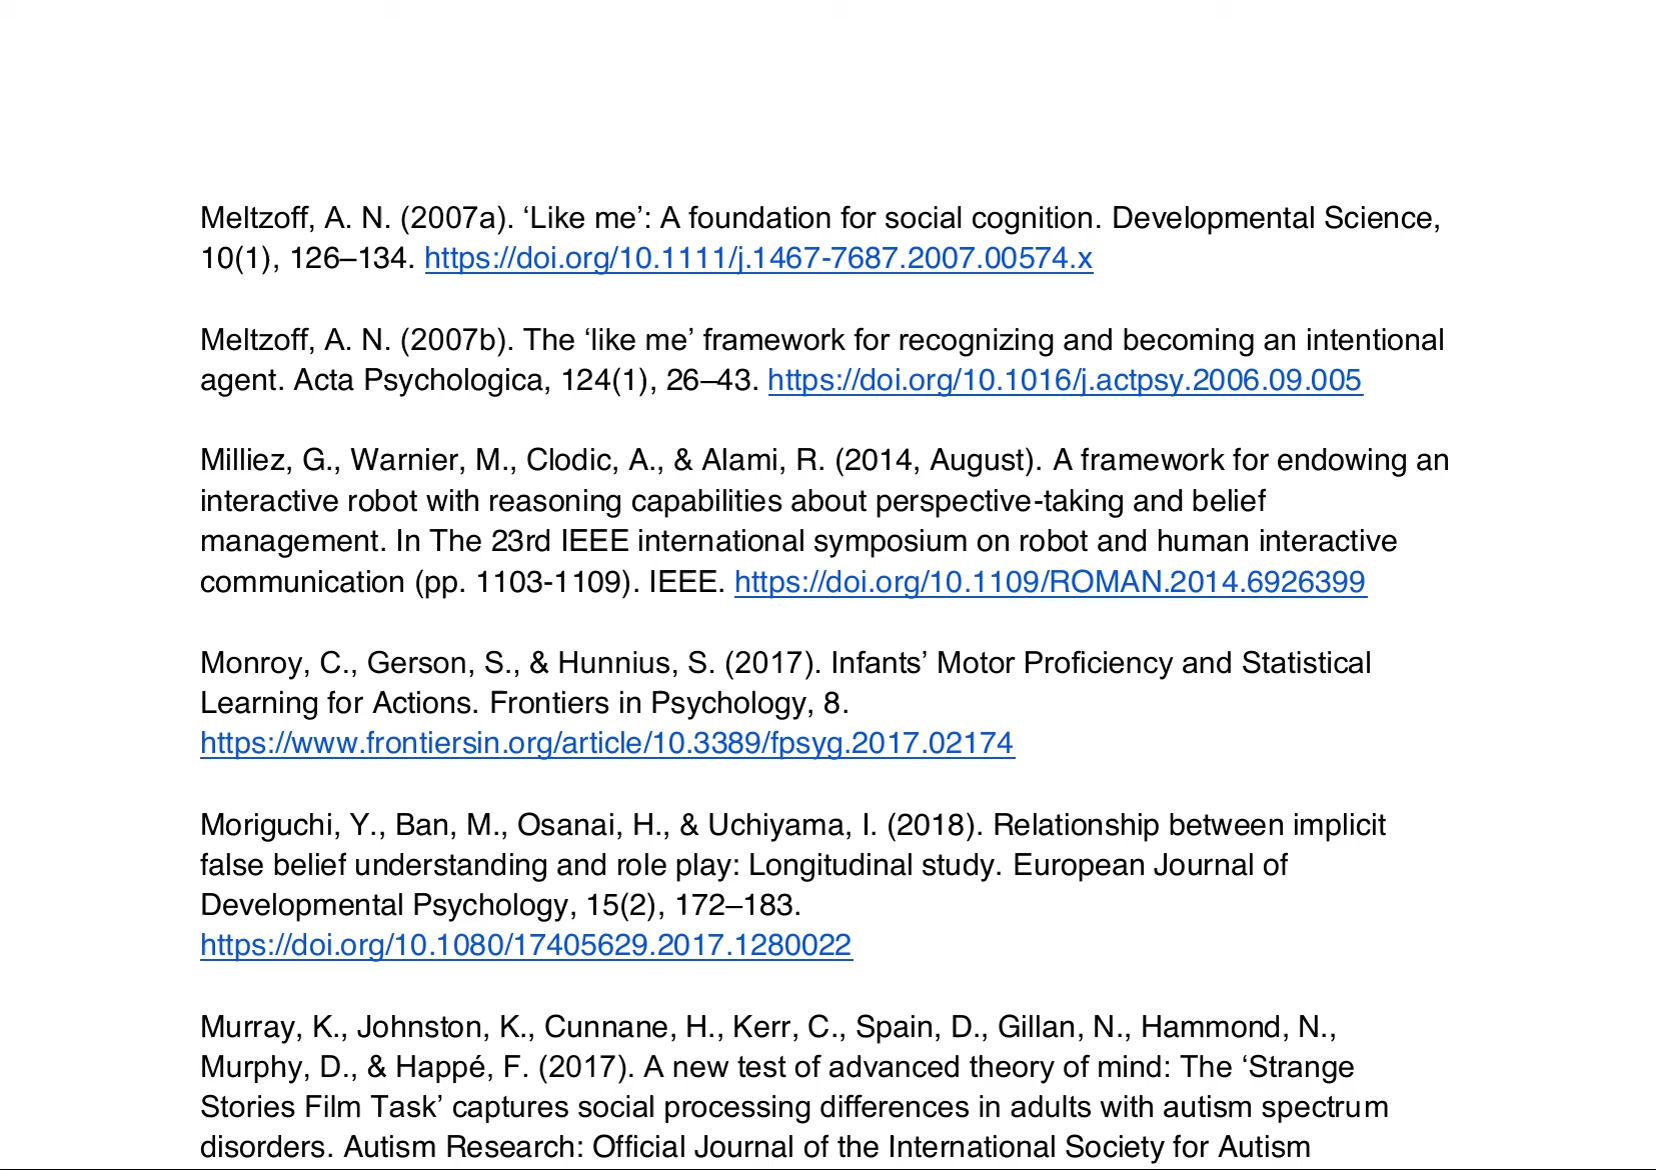 Meltzoff, A. N. (2007a). ‘Like me’: A foundation for social cognition. Developmental Science,
10(1), 126–134. https://doi.org/10.1111/j.1467-7687.2007.00574.x
Meltzoff, A. N. (2007b). The ‘like me’ framework for recognizing and becoming an intentional
agent. Acta Psychologica, 124(1), 26–43. https://doi.org/10.1016/j.actpsy.2006.09.005
Milliez, G., Warnier, M., Clodic, A., & Alami, R. (2014, August). A framework for endowing an
interactive robot with reasoning capabilities about perspective-taking and belief
management. In The 23rd IEEE international symposium on robot and human interactive
communication (pp. 1103-1109). IEEE. https://doi.org/10.1109/ROMAN.2014.6926399
Monroy, C., Gerson, S., & Hunnius, S. (2017). Infants’ Motor Proficiency and Statistical
Learning for Actions. Frontiers in Psychology, 8.
https://www.frontiersin.org/article/10.3389/fpsyg.2017.02174
Moriguchi, Y., Ban, M., Osanai, H., & Uchiyama, I. (2018). Relationship between implicit
false belief understanding and role play: Longitudinal study. European Journal of
Developmental Psychology, 15(2), 172–183.
https://doi.org/10.1080/17405629.2017.1280022
Murray, K., Johnston, K., Cunnane, H., Kerr, C., Spain, D., Gillan, N., Hammond, N.,
Murphy, D., & Happé, F. (2017). A new test of advanced theory of mind: The ‘Strange
Stories Film Task’ captures social processing differences in adults with autism spectrum
disorders. Autism Research: Official Journal of the International Society for Autism